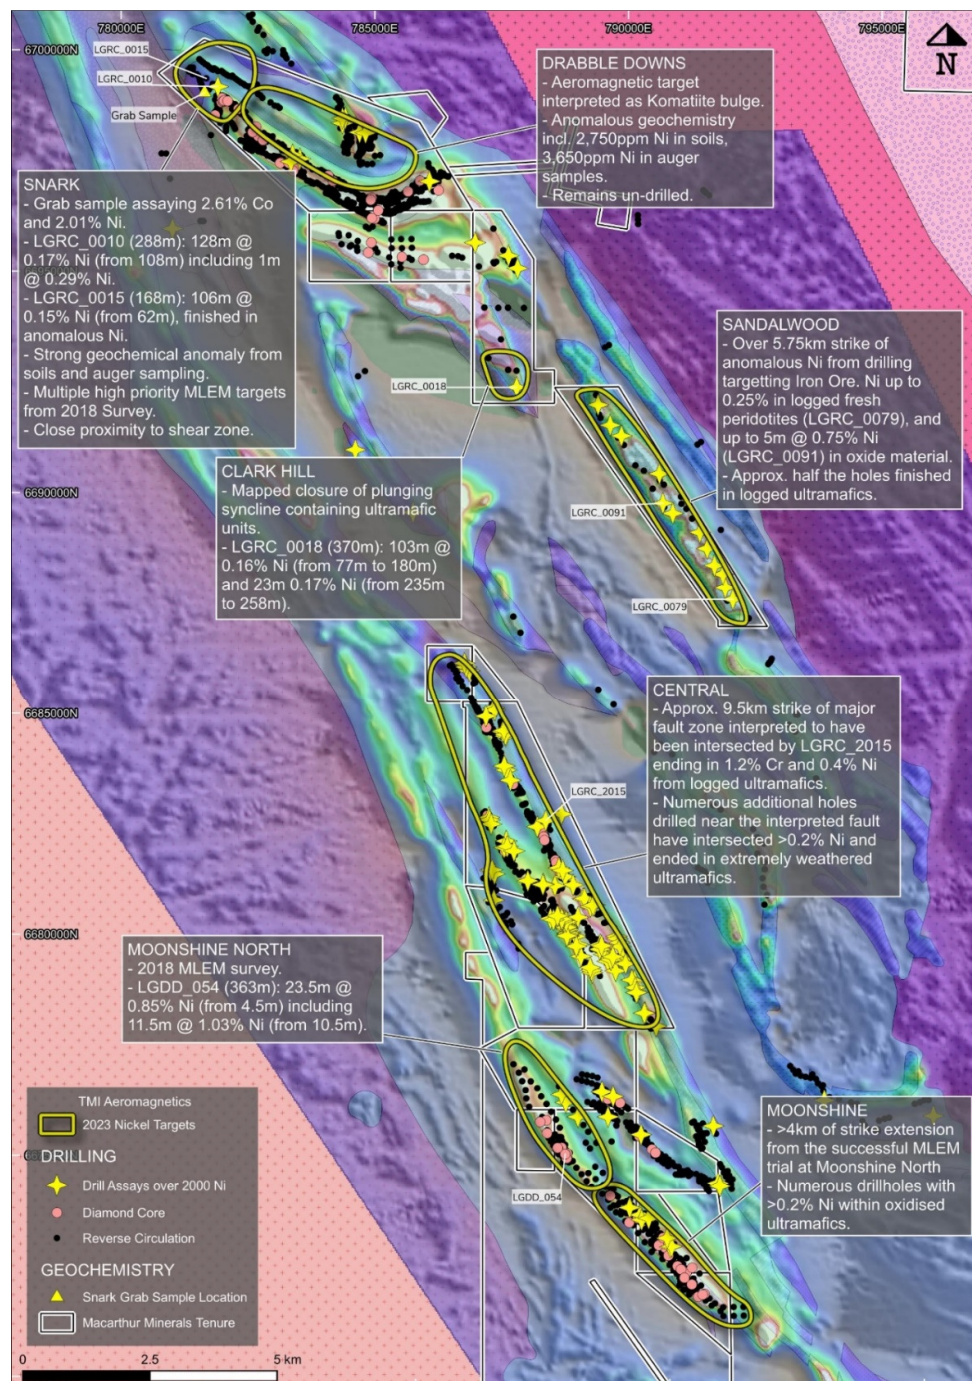 780000E
785000E
790000E
795000E
6700000N
N
LGRC_0015
LGRC_0010
Grab Sample
DRABBLE DOWNS
- Aeromagnetic target
interpreted as Komatiite bulge.
- Anomalous geochemistry
incl. 2,750ppm Ni in soils,
3,650ppm Ni in auger
samples.
- Remains un-drilled.
SNARK
- Grab sample assaying 2.61% Co
and 2.01% Ni.
- LGRC_0010 (288m): 128m @
0.17% Ni (from 108m) including 1m
@ 0.29% Ni.
- LGRC_0015 (168m): 106m @
0.15% Ni (from 62m), finished in
anomalous Ni.
- Strong geochemical anomaly from
soils and auger sampling.
- Multiple high priority MLEM targets
from 2018 Survey.
- Close proximity to shear zone.
LGRC_0018
SANDALWOOD
- Over 5.75km strike of
anomalous Ni from drilling
targetting Iron Ore. Ni up to
0.25% in logged fresh
peridotites (LGRC_0079), and
up to 5m @ 0.75% Ni
(LGRC_0091) in oxide material.
- Approx. half the holes finished
in logged ultramafics.
CLARK HILL
- Mapped closure of plunging
syncline containing ultramafic
units.
- LGRC_0018 (370m): 103m @
0.16% Ni (from 77m to 180m)
and 23m 0.17% Ni (from 235m
to 258m).
6690000N
LGRC_0091
LGRC_0079
6685000N
CENTRAL
- Approx. 9.5km strike of major
fault zone interpreted to have
been intersected by LGRC_2015
ending in 1.2% Cr and 0.4% Ni
from logged ultramafics.
- Numerous additional holes
drilled near the interpreted fault
have intersected >0.2% Ni and
ended in extremely weathered
ultramafics.
LGRC_2015
6680000N
MOONSHINE NORTH
- 2018 MLEM survey.
- LGDD_054 (363m): 23.5m @
0.85% Ni (from 4.5m) including
11.5m @ 1.03% Ni (from 10.5m).
LGDD_054
MOONSHINE
- >4km of strike extension
from the successful MLEM
trial at Moonshine North
- Numerous drillholes with
>0.2% Ni within oxidised
ultramafics.
TMI Aeromagnetics
2023 Nickel Targets
DRILLING
Drill Assays over 2000 Ni
Diamond Core
Reverse Circulation
GEOCHEMISTRY
Snark Grab Sample Location
Macarthur Minerals Tenure
0 2.5 5 km